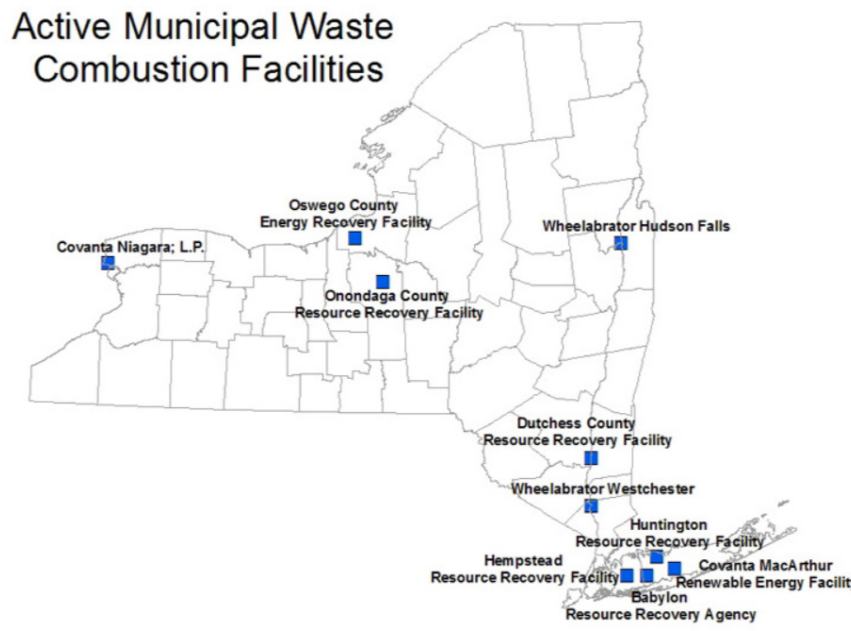 Active Municipal Waste
Combustion Facilities
Oswego County
Energy Recovery Facility
Wheelabrator Hudson Falls
Covanta Niagara; L.P.
Onondaga County
Resource Recovery Facility
Dutchess County
Resource Recovery Facility
Wheelabrator Westchester
Huntington
Resource Recovery Facility
Hempstead
Resource Recovery Facility
Covanta MacArthur
Renewable Energy Facilit
Babylon
Resource Recovery Agency